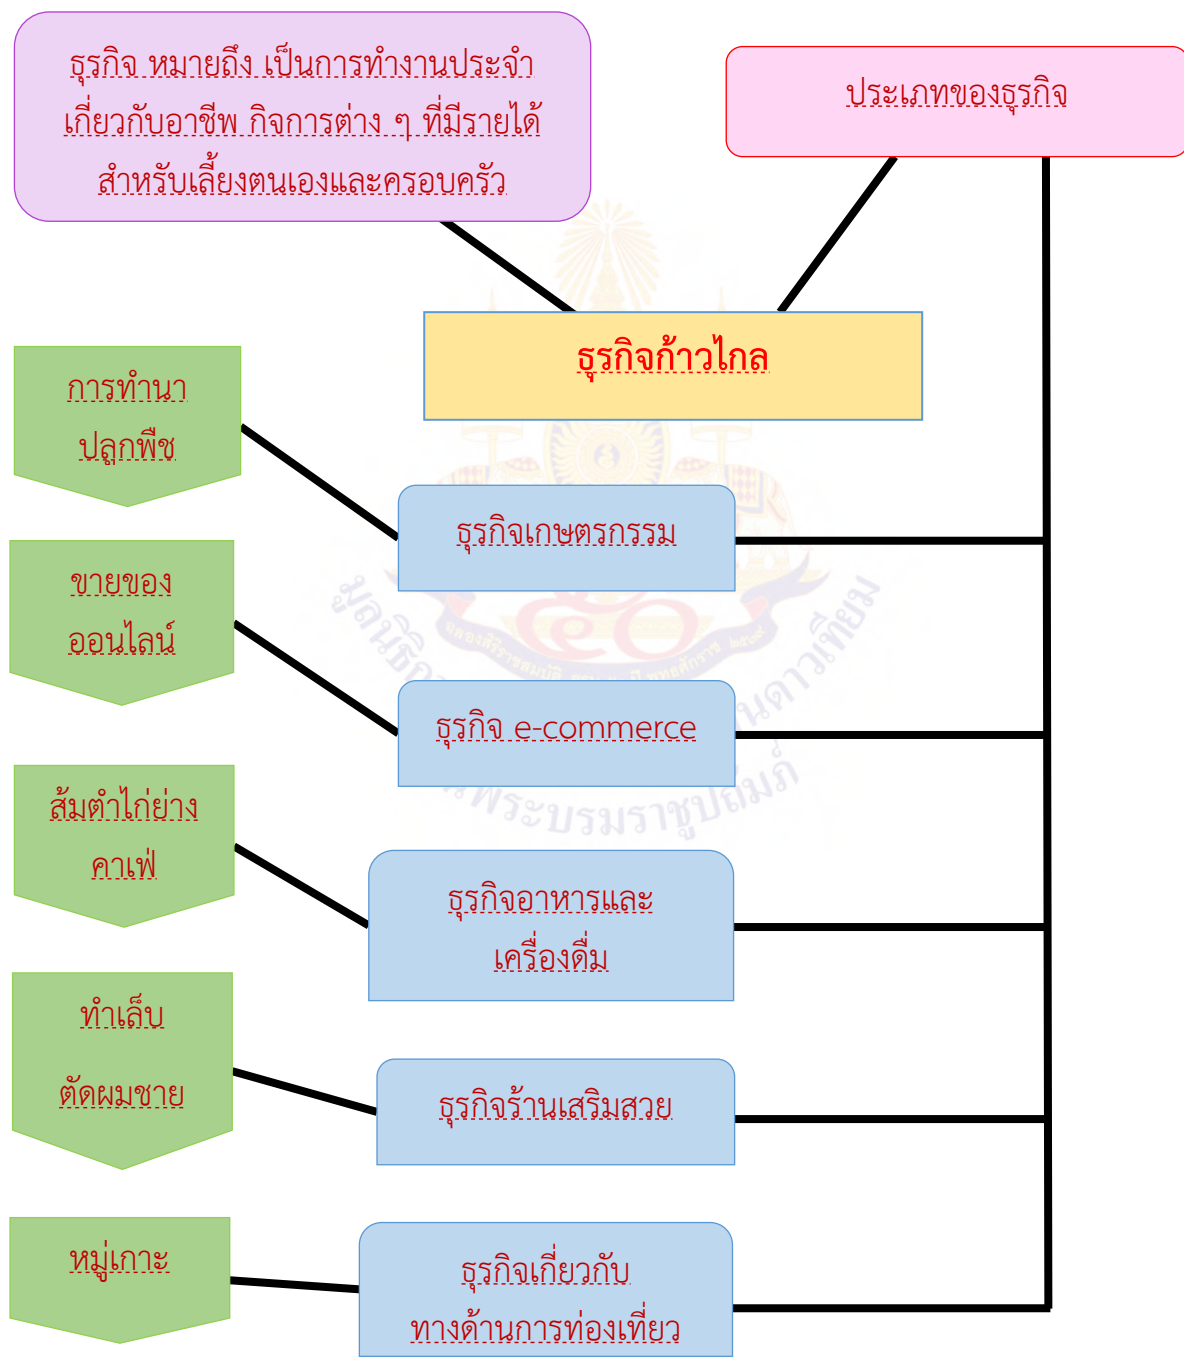 ธุรกิจ หมายถึง เป็นการทำงานประจำ
เกี่ยวกับอาชีพ กิจการต่าง ๆ ที่มีรายได้
สำหรับเลี้ยงตนเองและครอบครัว
ประเภทของธุรกิจ
ธุรกิจก้าวไกล
การทำนา
ปลูกพืช
ธุรกิจเกษตรกรรม
ขายของ
ออนไลน์
ธุรกิจ e-commerce
ส้มตำไก่ย่าง
คาเฟ่
ธุรกิจอาหารและ
เครื่องดื่ม
ทำเล็บ
ตัดผมชาย
ธุรกิจร้านเสริมสวย
หมู่เกาะ
ธุรกิจเกี่ยวกับ
ทางด้านการท่องเที่ยว